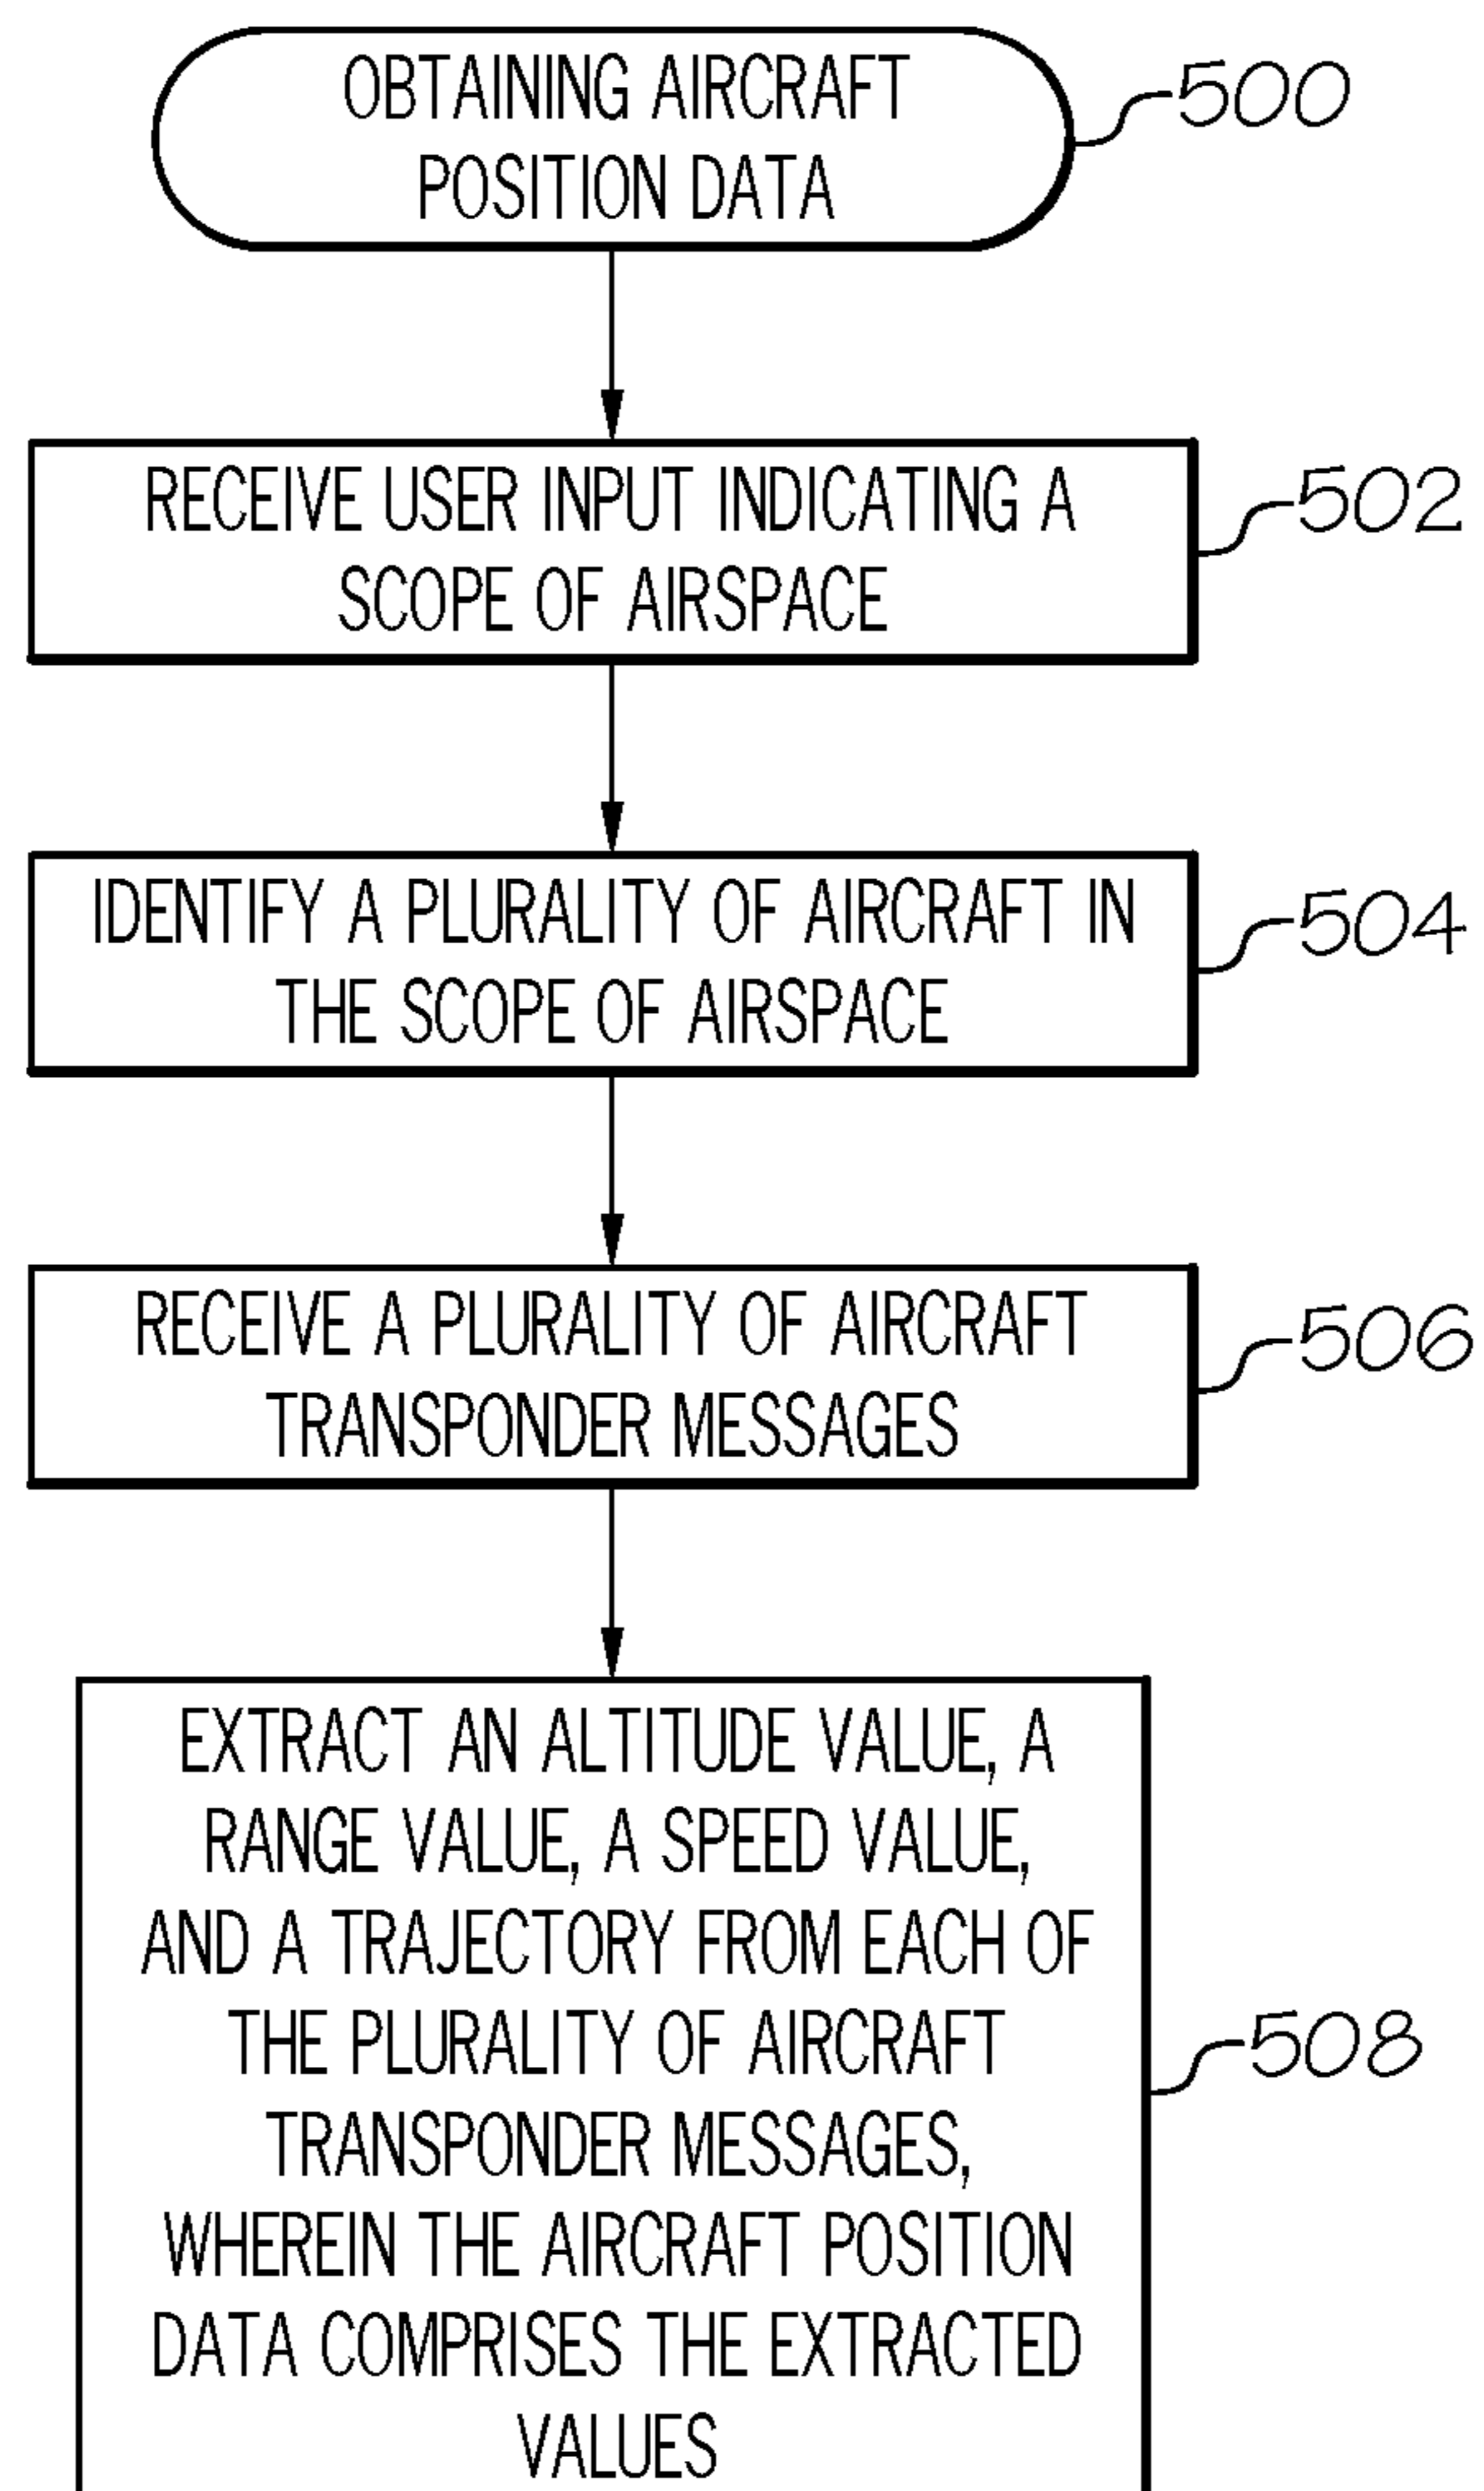 OBTAINING AIRCRAFT
POSITION DATA
500
RECEIVE USER INPUT INDICATING A
SCOPE OF AIRSPACE
502
IDENTIFY A PLURALITY OF AIRCRAFT IN
THE SCOPE OF AIRSPACE
504
RECEIVE A PLURALITY OF AIRCRAFT
TRANSPONDER MESSAGES
506
EXTRACT AN ALTITUDE VALUE, A
RANGE VALUE, A SPEED VALUE,
AND A TRAJECTORY FROM EACH OF
THE PLURALITY OF AIRCRAFT
TRANSPONDER MESSAGES,
WHEREIN THE AIRCRAFT POSITION
DATA COMPRISES THE EXTRACTED
VALUES
508